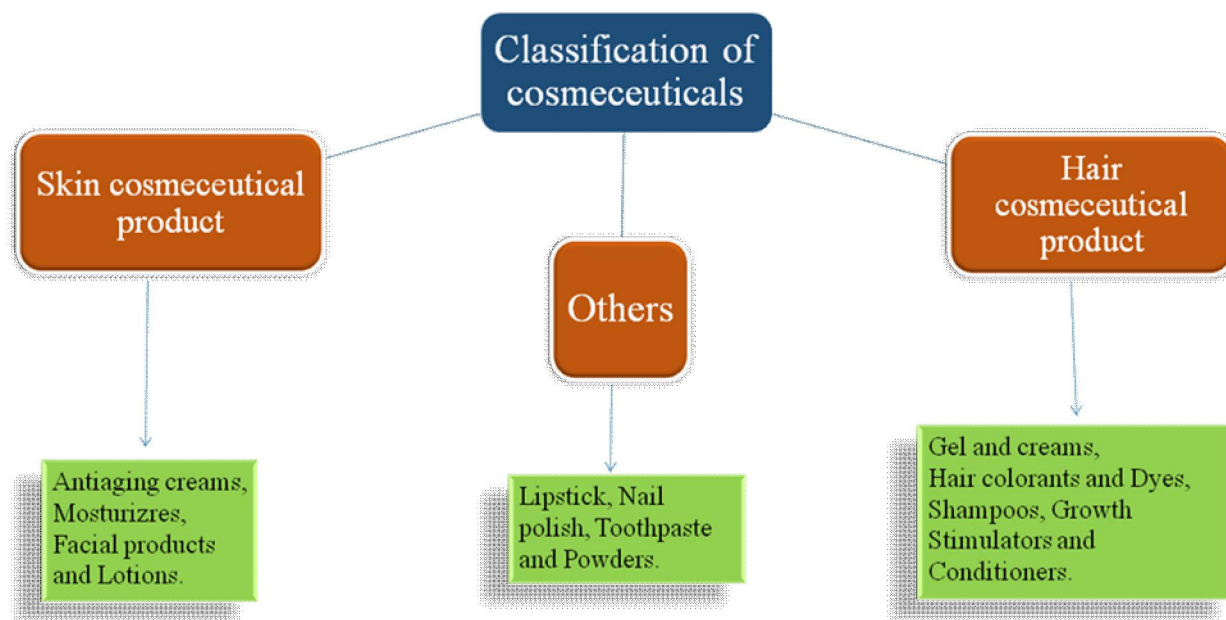 Classification of
cosmeceuticals
Skin cosmeceutical
product
Others
Hair
cosmeceutical
product
Antiaging creams,
Mosturizres,
Facial products
and Lotions.
Lipstick, Nail
polish, Toothpaste
and Powders.
Gel and creams,
Hair colorants and Dyes,
Shampoos, Growth
Stimulators and
Conditioners.